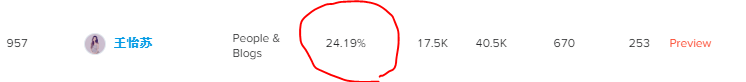 957 王怡苏 People & 24.19% 17.5K 40.5K 670 253 Preview
Blogs